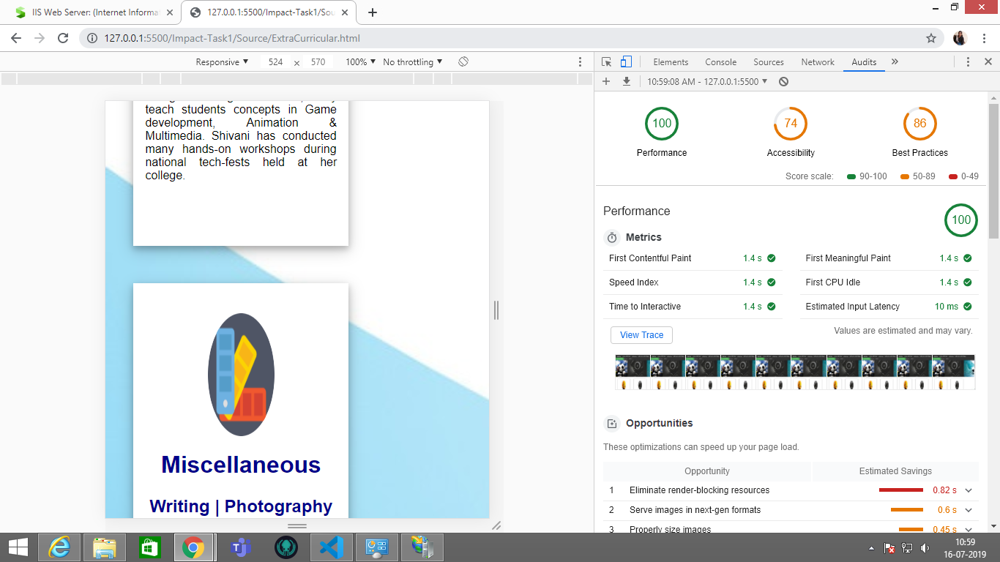 IIS Web Server: (Internet Informat
127.0.0.1:5500/Impact-Task1/Sou
127.0.0.1:5500/Impact-Task1/Source/ExtraCurricular.html
Responsive 524 x 570 100% No throttling
Elements Console Sources Network Audits
10:59:08 AM - 127.0.0.1:5500
teach students concepts in Game
development, Animation &
Multimedia. Shivani has conducted
many hands-on workshops during
national tech-fests held at her
college.
Miscellaneous
Writing | Photography
100 74 86
Performance Accessibility Best Practices
Score scale: 90-100 50-89 0-49
Performance 100
Metrics
First Contentful Paint 1.4 s First Meaningful Paint 1.4 s
Speed Index 1.4 s First CPU Idle 1.4 s
Time to Interactive 1.4 s Estimated Input Latency 10 ms
View Trace Values are estimated and may vary.
Opportunities
These optimizations can speed up your page load.
Opportunity Estimated Savings
1 Eliminate render-blocking resources 0.82 s
2 Serve images in next-gen formats 0.6 s
3 Properly size images 0.45 s
10:59
16-07-2019